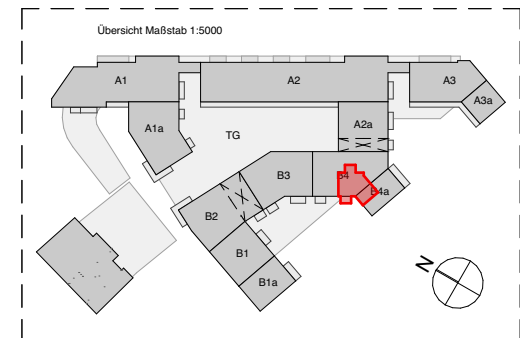 Übersicht Maßstab 1:5000
A1
A2
A3
A3a
A1a
TG
A2a
B3
B4
B4a
B2
B1
B1a
N